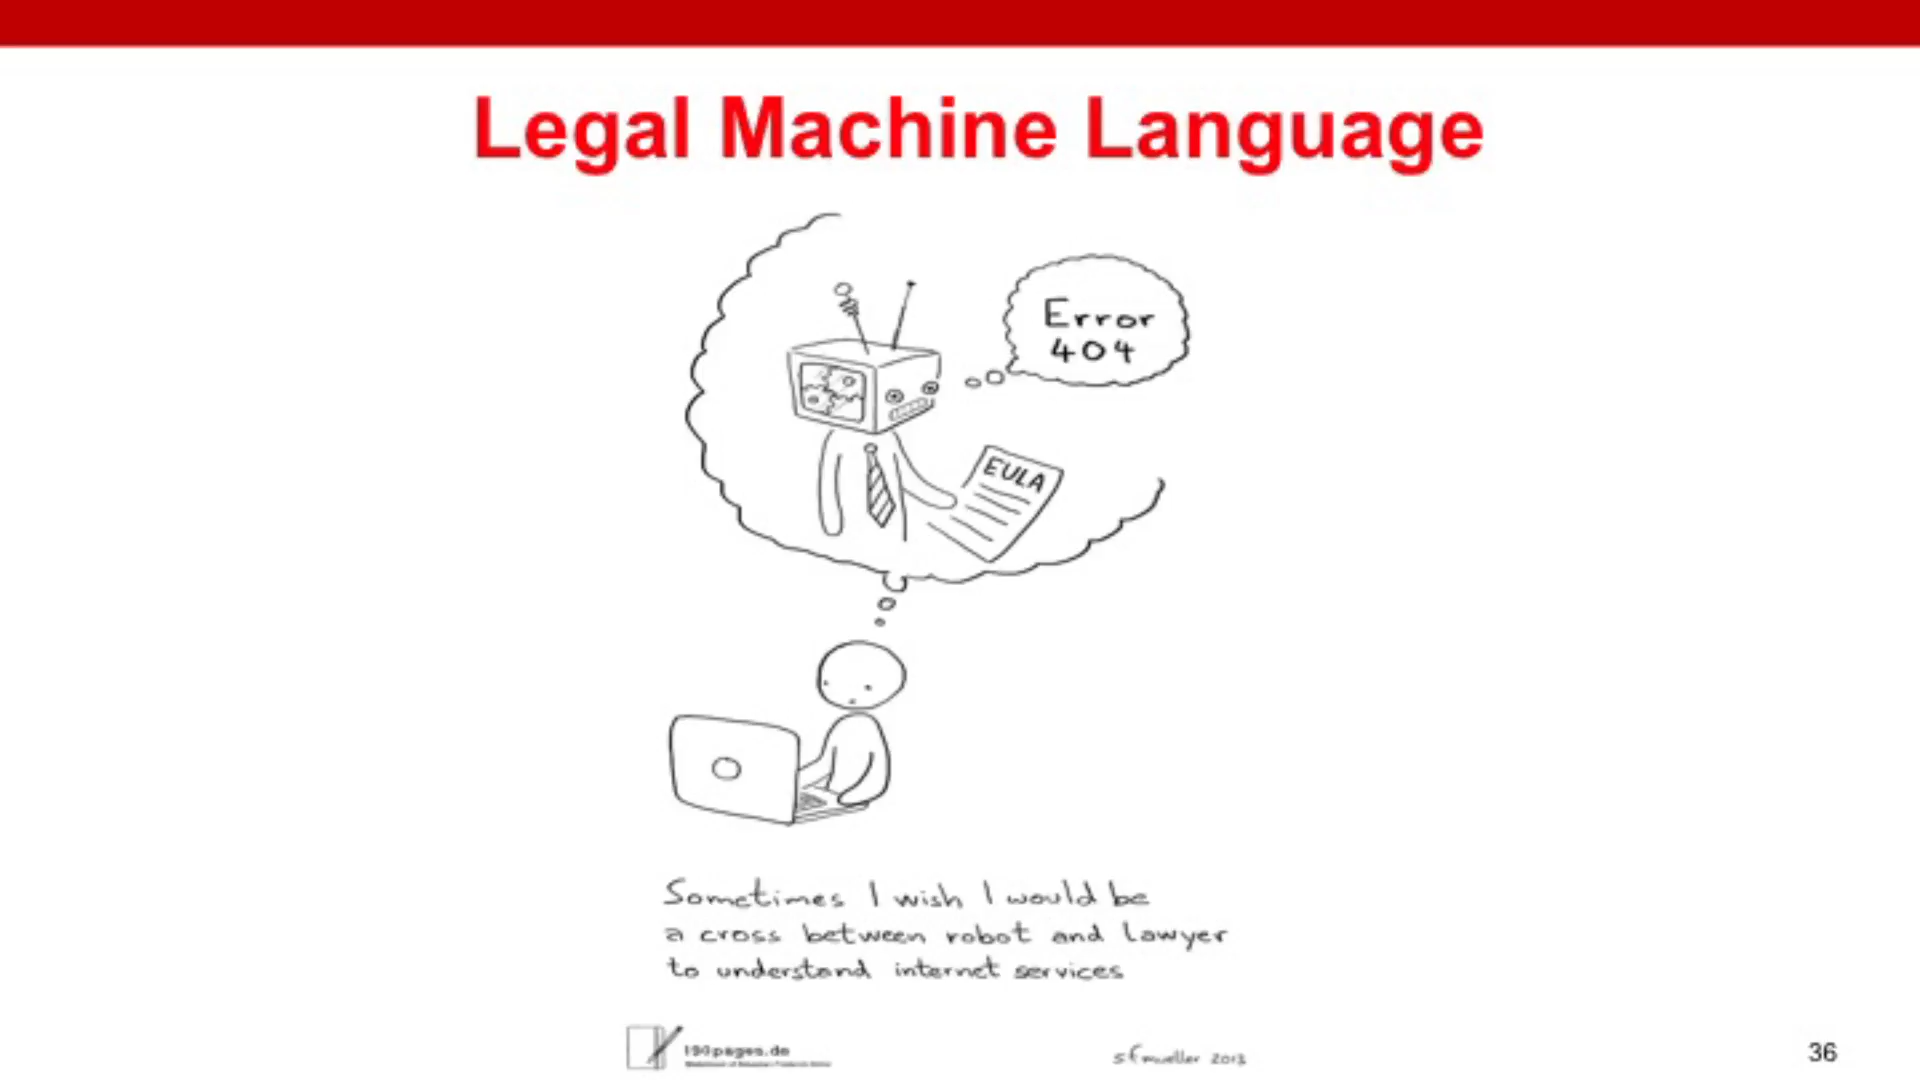 Legal Machine Language
Error
404
EULA
Sometimes I wish I would be
a cross between robot and lawyer
to understand internet services
190pages.de
sfmueller 2013
36